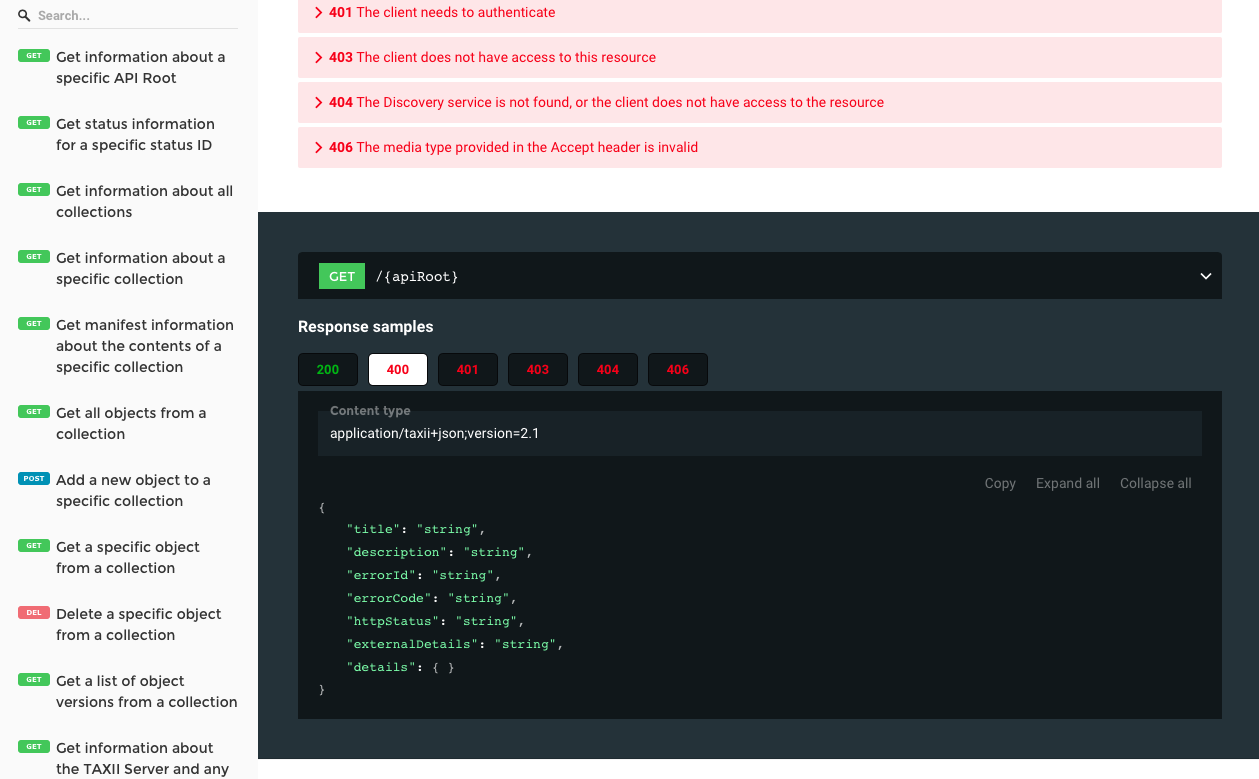 Search...
GET Get information about a
specific API Root
GET Get status information
for a specific status ID
GET Get information about all
collections
GET Get information about a
specific collection
GET Get manifest information
about the contents of a
specific collection
GET Get all objects from a
collection
POST Add a new object to a
specific collection
GET Get a specific object
from a collection
DEL Delete a specific object
from a collection
GET Get a list of object
versions from a collection
GET Get information about
the TAXII Server and any
401 The client needs to authenticate
403 The client does not have access to this resource
404 The Discovery service is not found, or the client does not have access to the resource
406 The media type provided in the Accept header is invalid
GET /{apiRoot}
Response samples
200 400 401 403 404 406
Content type
application/taxii+json;version=2.1
Copy Expand all Collapse all
{
"title": "string",
"description": "string",
"errorId": "string",
"errorCode": "string",
"httpStatus": "string",
"externalDetails": "string",
"details": { }
}